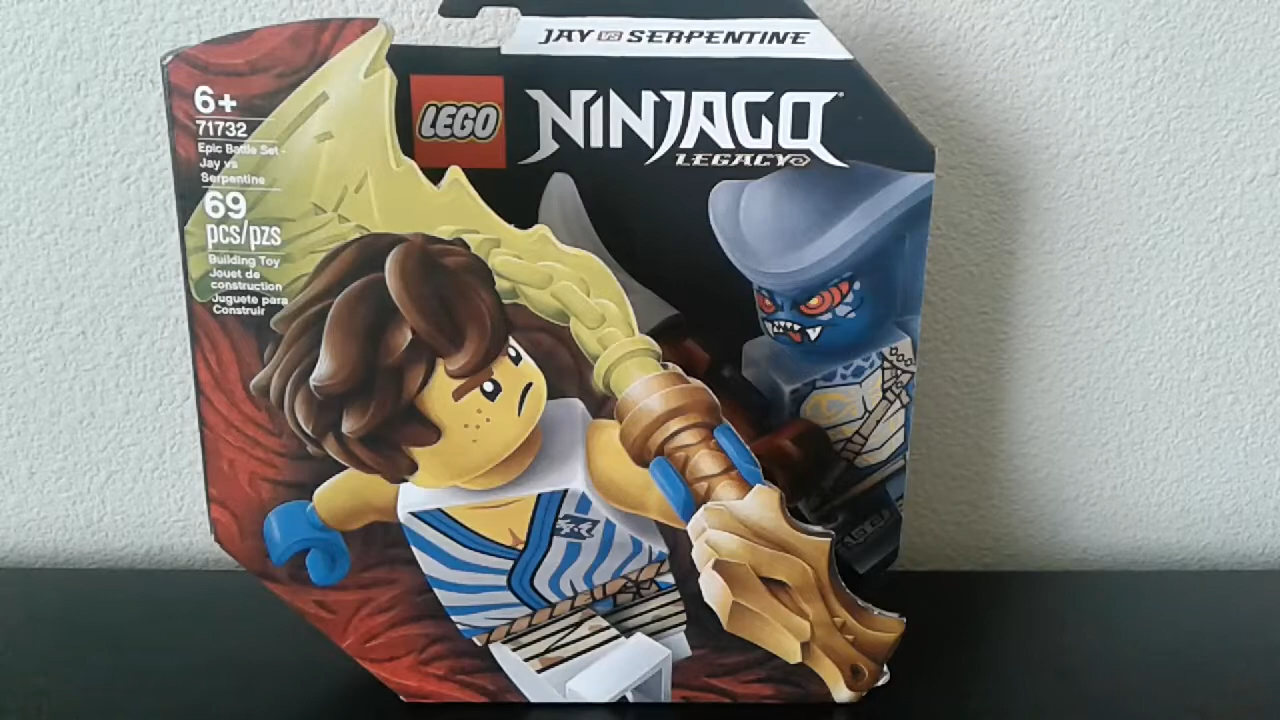 JAY VS SERPENTINE
LEGO
NINJAGO
LEGACY
6+
71732
Epic Battle Set -
Jay vs
Serpentine
69
pcs/pzs
Building Toy
Jouet de
construction
Juguete para
Construir